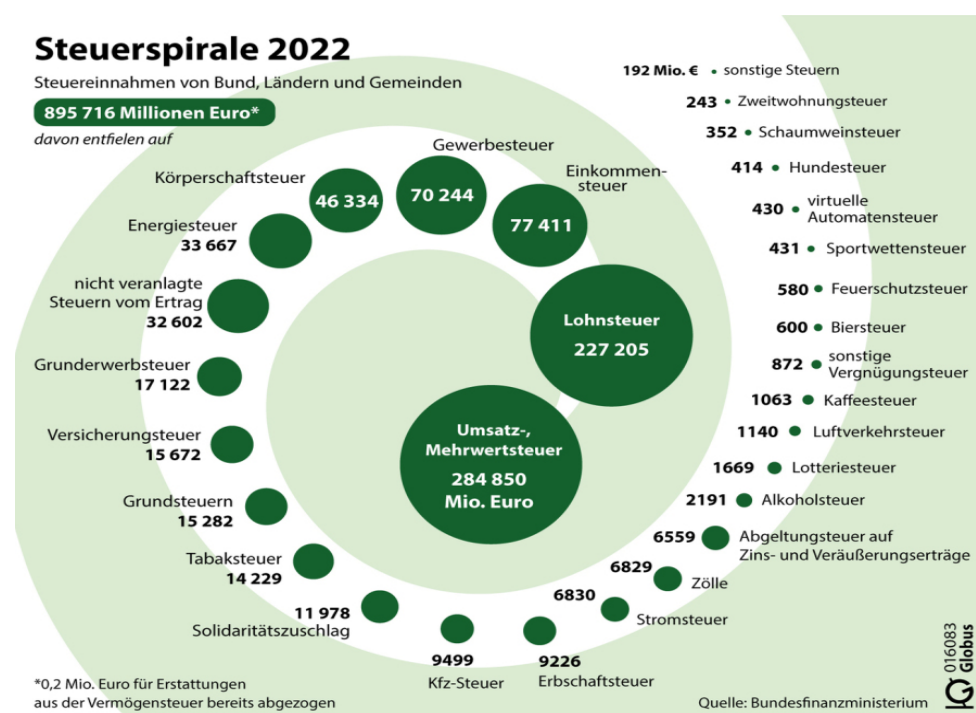 Steuerspirale 2022
Steuereinnahmen von Bund, Ländern und Gemeinden
895 716 Millionen Euro*
davon entfielen auf
Umsatz-,
Mehrwertsteuer
284 850
Mio. Euro
Lohnsteuer
227 205
Einkommen-
steuer
77 411
Gewerbesteuer
70 244
Körperschaftsteuer
46 334
Energiesteuer
33 667
nicht veranlagte
Steuern vom Ertrag
32 602
Grunderwerbsteuer
17 122
Versicherungsteuer
15 672
Grundsteuern
15 282
Tabaksteuer
14 229
11 978
Solidaritätszuschlag
9499
Kfz-Steuer
9226
Erbschaftsteuer
6830
Stromsteuer
6829
Zölle
6559
Abgeltungsteuer auf
Zins- und Veräußerungserträge
2191 Alkoholsteuer
1669 Lotteriesteuer
1140 Luftverkehrsteuer
1063 Kaffeesteuer
872 sonstige
Vergnügungsteuer
600 Biersteuer
580 Feuerschutzsteuer
431 Sportwettensteuer
430 virtuelle
Automatensteuer
414 Hundesteuer
352 Schaumweinsteuer
243 Zweitwohnungsteuer
192 Mio. € sonstige Steuern
*0,2 Mio. Euro für Erstattungen
aus der Vermögensteuer bereits abgezogen
Quelle: Bundesfinanzministerium
016083
Globus